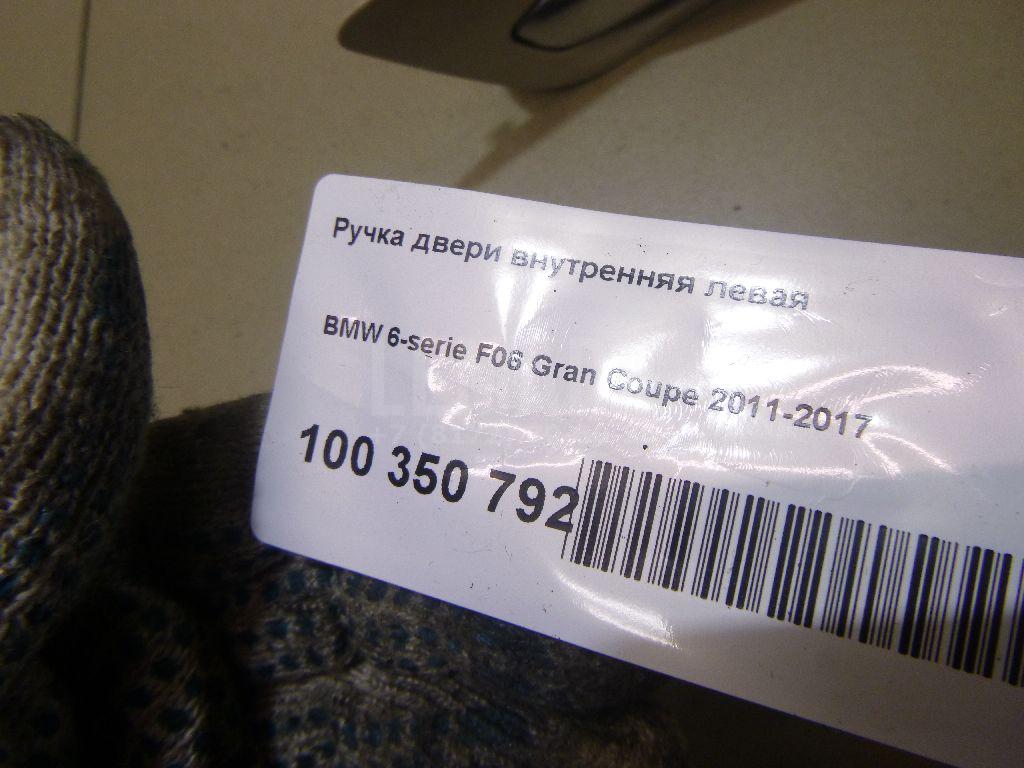 Ручка двери внутренняя левая
BMW 6-serie F06 Gran Coupe 2011-2017
100 350 792